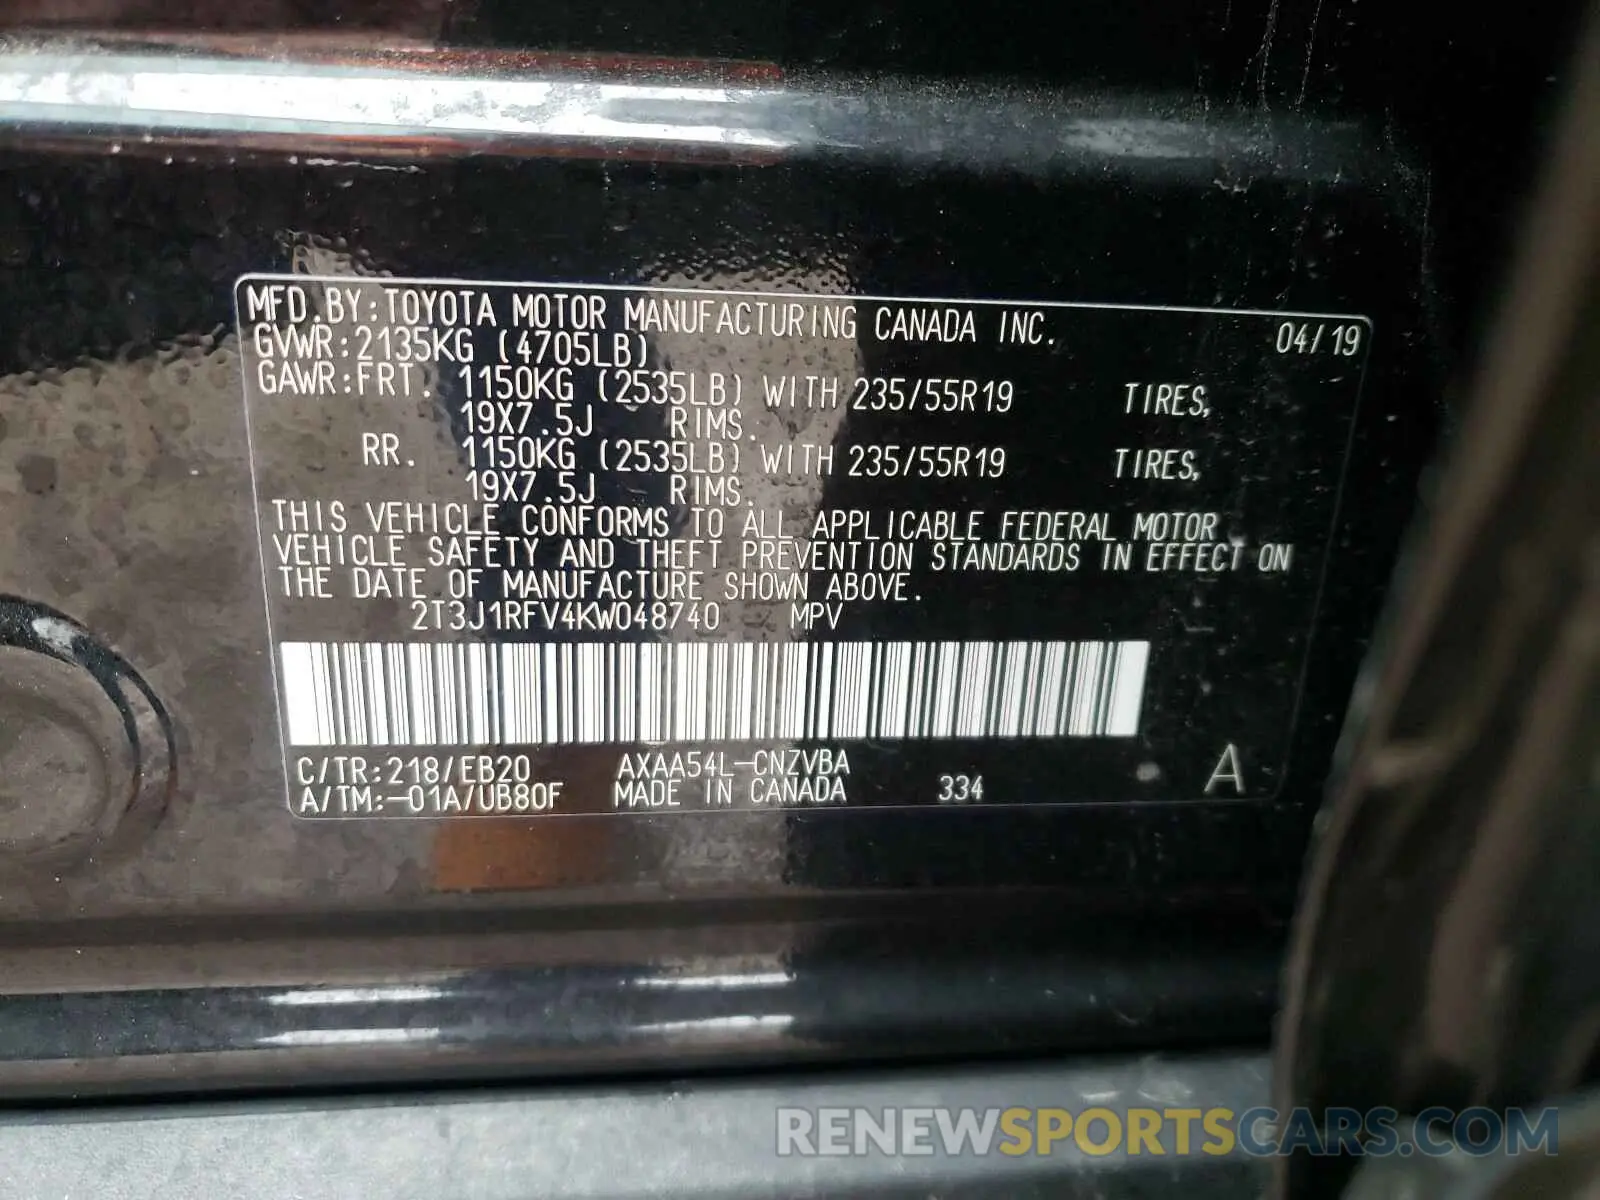 MFD.BY:TOYOTA MOTOR MANUFACTURING CANADA INC. 04/19
GVWR:2135KG (4705LB)
GAWR:FRT. 1150KG (2535LB) WITH 235/55R19 TIRES,
19X7.5J RIMS.
RR. 1150KG (2535LB) WITH 235/55R19 TIRES,
19X7.5J RIMS.
THIS VEHICLE CONFORMS TO ALL APPLICABLE FEDERAL MOTOR
VEHICLE SAFETY AND THEFT PREVENTION STANDARDS IN EFFECT ON
THE DATE OF MANUFACTURE SHOWN ABOVE.
2T3J1RFV4KW048740 MPV
C/TR:218/EB20 AXAA54L-CNZVBA
A/TM:-01A/UB80F MADE IN CANADA 334 A
RENEWSPORTSCARS.COM